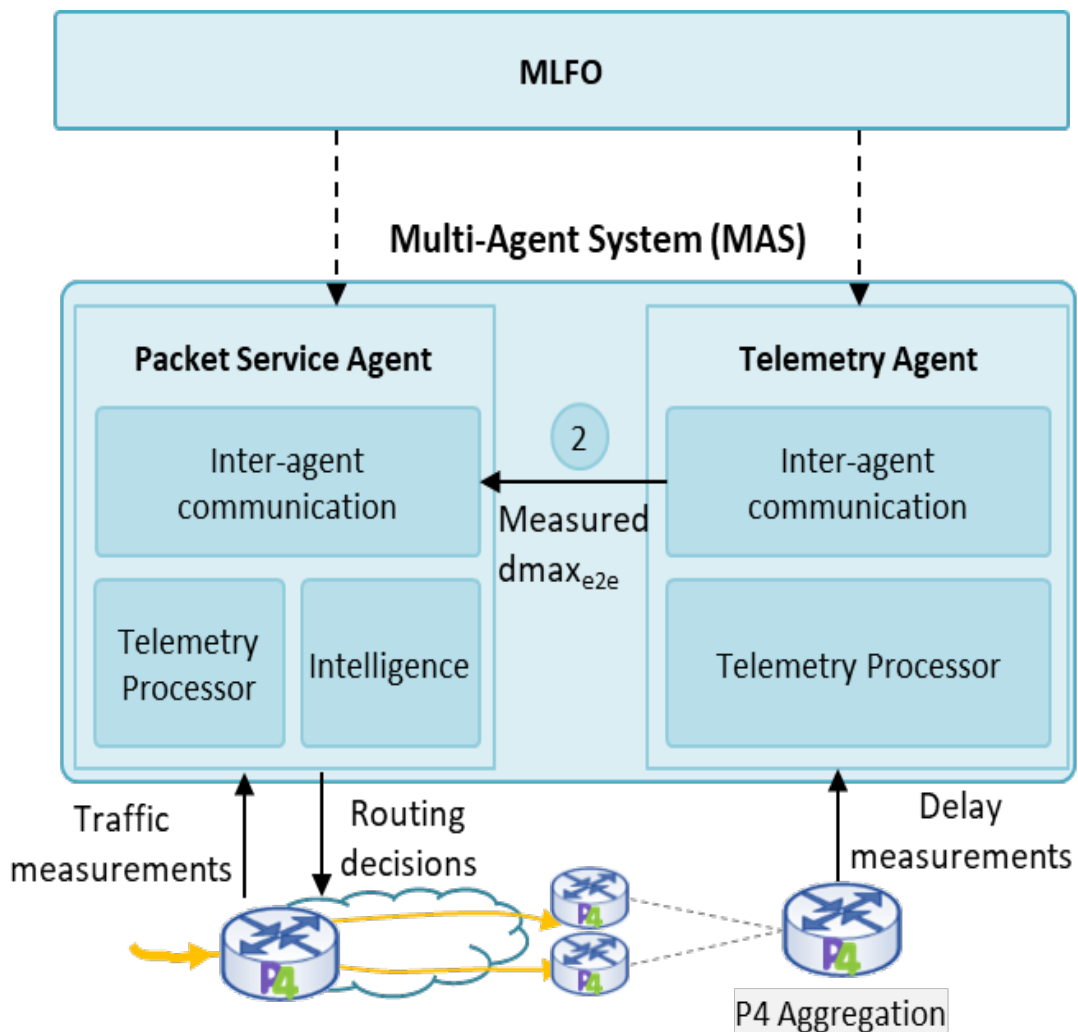 MLFO
Multi-Agent System (MAS)
Packet Service Agent
Inter-agent
communication
Telemetry
Processor
Intelligence
2
Measured
dmaxe2e
Telemetry Agent
Inter-agent
communication
Telemetry Processor
Traffic
measurements
Routing
decisions
Delay
measurements
P4
P4
P4
P4
P4 Aggregation